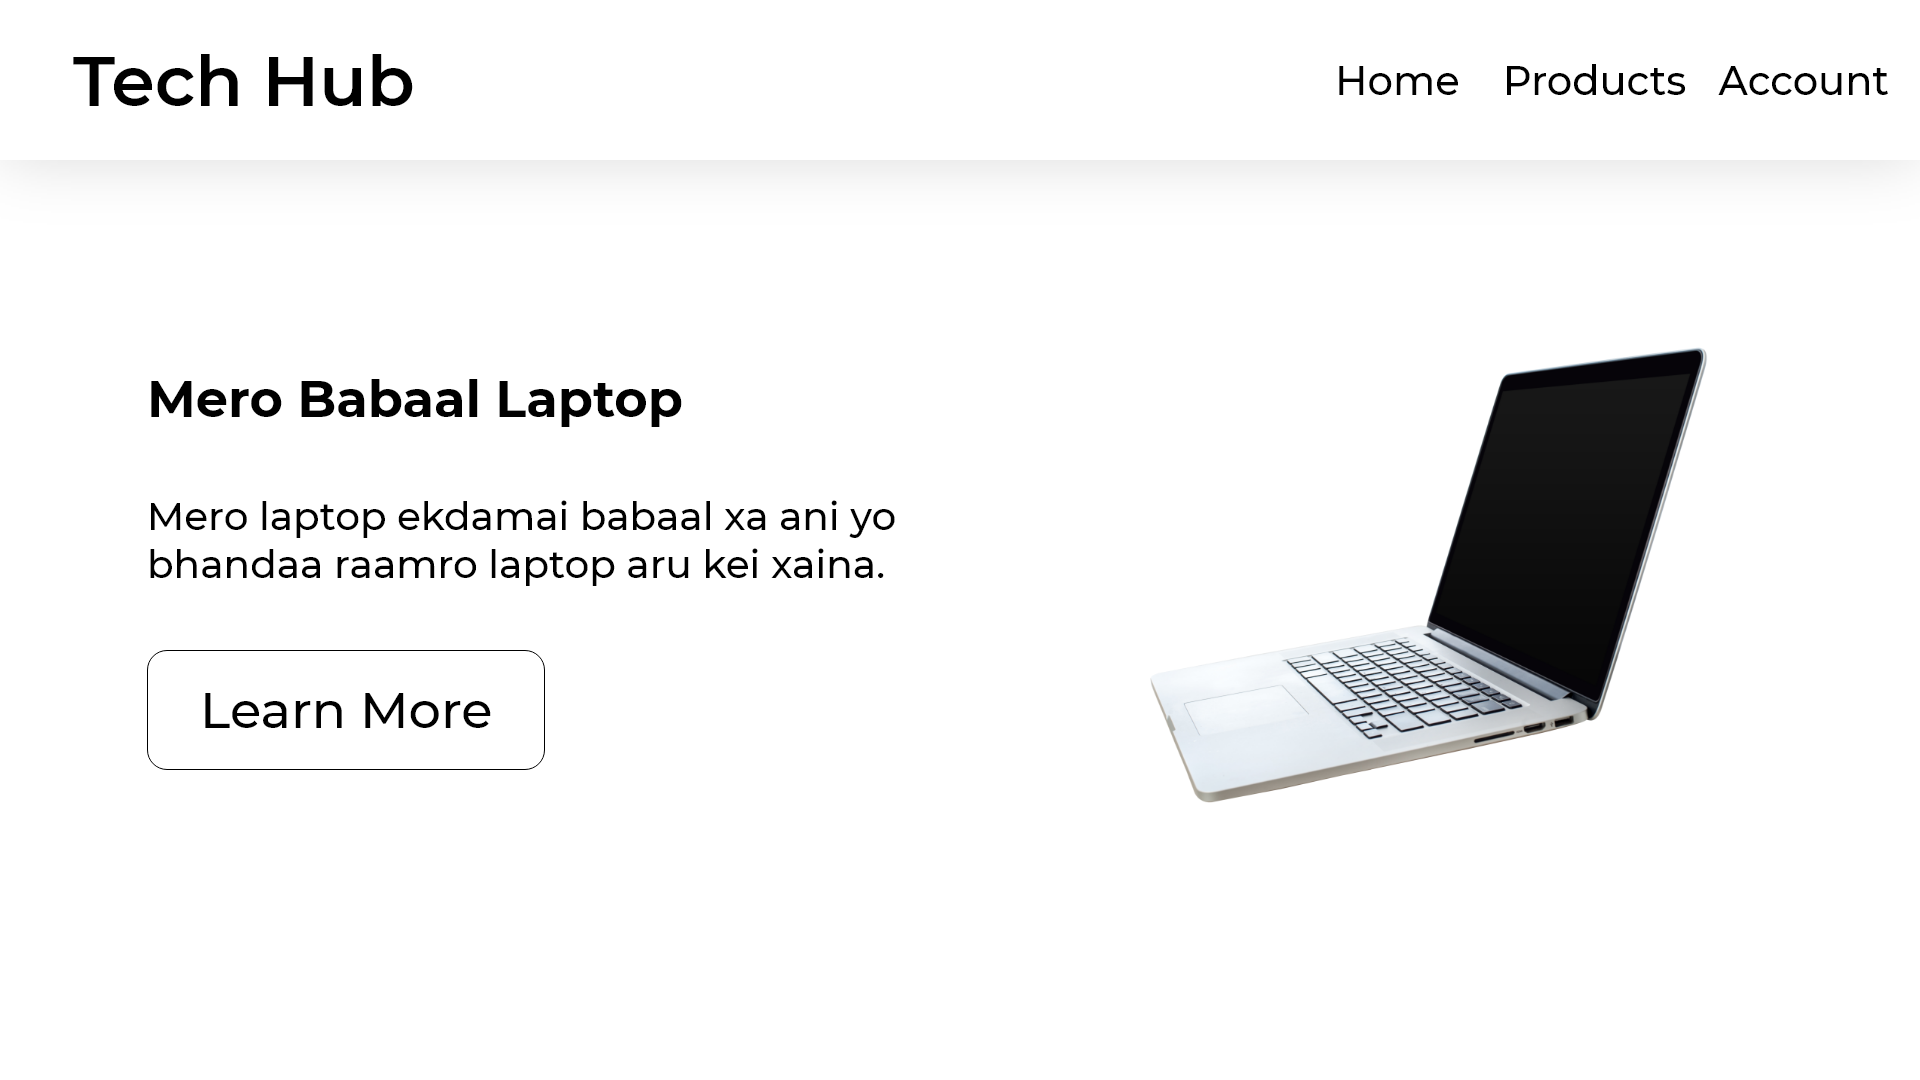 Tech Hub
Home Products Account
Mero Babaal Laptop
Mero laptop ekdamai babaal xa ani yo
bhandaa raamro laptop aru kei xaina.
Learn More